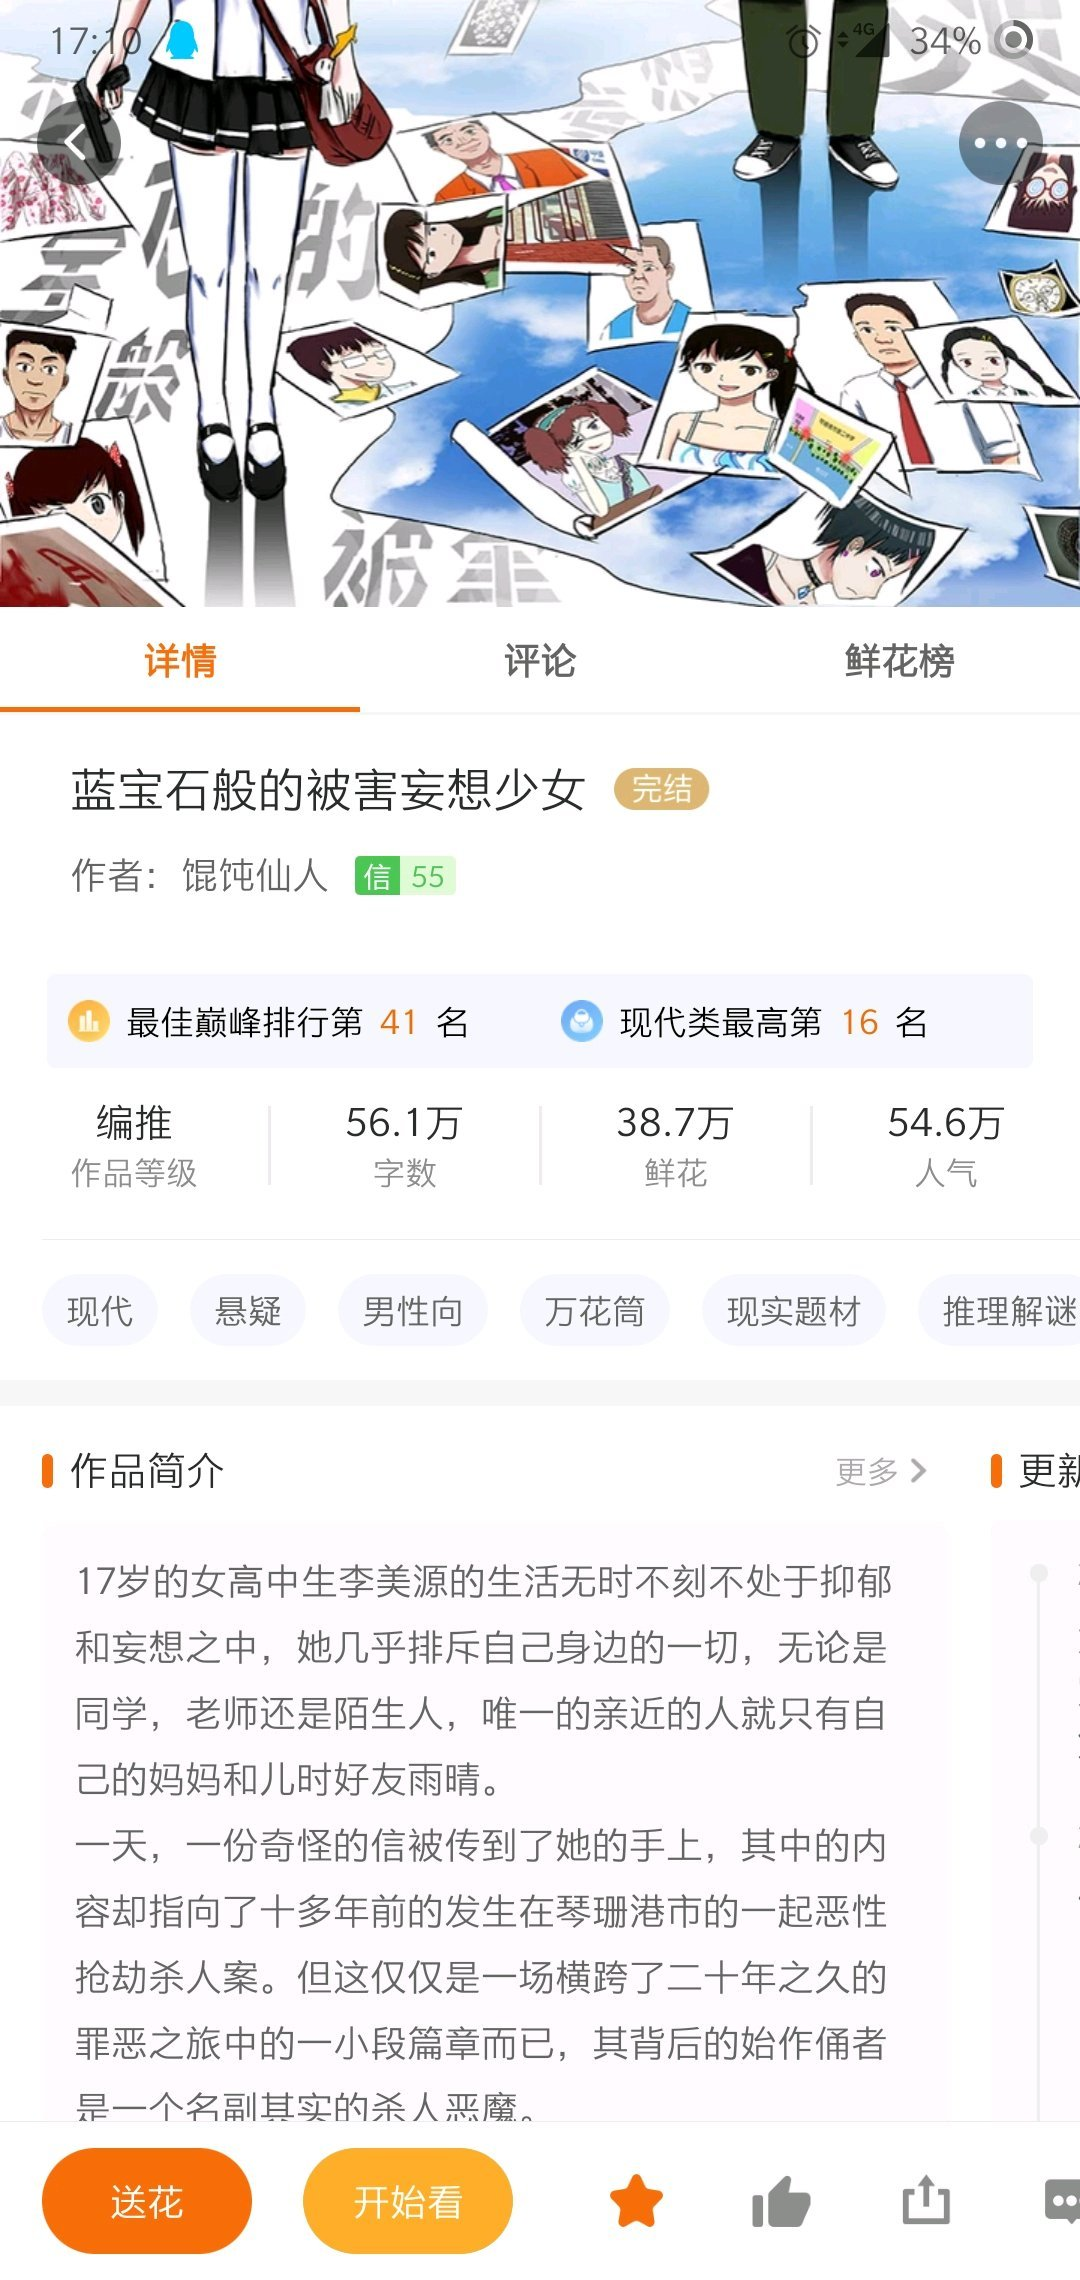 17:10
4G
34%
的
般
被害
详情
评论
鲜花榜
蓝宝石般的被害妄想少女
完结
作者：馄饨仙人
信 55
最佳巅峰排行第 41 名
现代类最高第 16 名
编推
56.1万
38.7万
54.6万
作品等级
字数
鲜花
人气
现代
悬疑
男性向
万花筒
现实题材
推理解谜
作品简介
更多
更新
17岁的女高中生李美源的生活无时不刻不处于抑郁
和妄想之中，她几乎排斥自己身边的一切，无论是
同学，老师还是陌生人，唯一的亲近的人就只有自
己的妈妈和儿时好友雨晴。
一天，一份奇怪的信被传到了她的手上，其中的内
容却指向了十多年前的发生在琴珊港市的一起恶性
抢劫杀人案。但这仅仅是一场横跨了二十年之久的
罪恶之旅中的一小段篇章而已，其背后的始作俑者
是一个名副其实的杀人恶魔。
送花
开始看